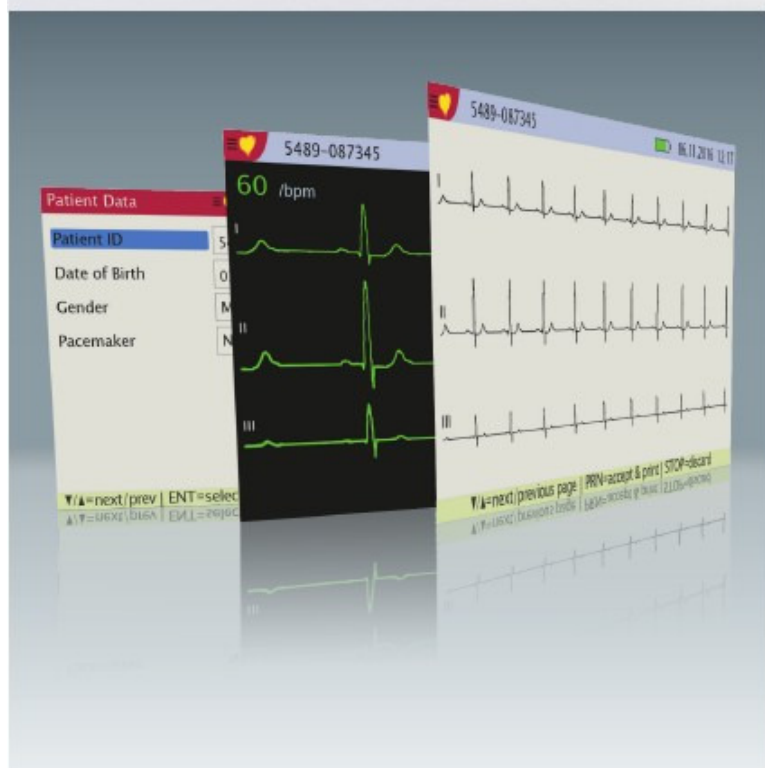 Patient Data
Patient ID
Date of Birth
Gender
Pacemaker
▼/▲=next/prev | ENT=selec
5489-087345
60 /bpm
I
II
III
5489-087345
06.11.2016 12:17
I
II
III
▼/▲=next/previous page | PRN=accept & print | STOP=discard